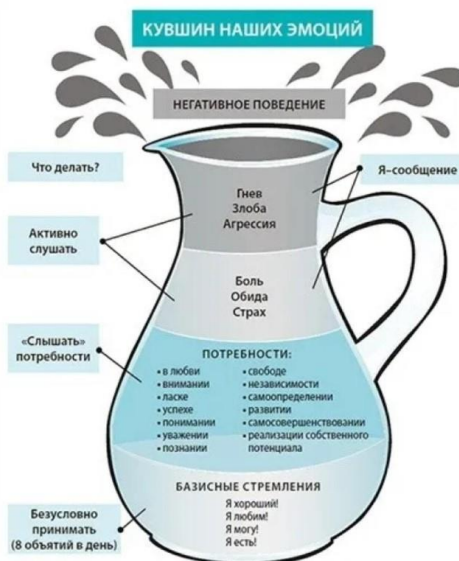 КУВШИН НАШИХ ЭМОЦИЙ
НЕГАТИВНОЕ ПОВЕДЕНИЕ
Что делать?
Я–сообщение
Гнев
Злоба
Агрессия
Активно
слушать
Боль
Обида
Страх
«Слышать»
потребности
ПОТРЕБНОСТИ:
• в любви
• внимании
• ласке
• успехе
• понимании
• уважении
• познании
• свободе
• независимости
• самоопределении
• развитии
• самосовершенствовании
• реализации собственного
потенциала
БАЗИСНЫЕ СТРЕМЛЕНИЯ
Я хороший!
Я любим!
Я могу!
Я есть!
Безусловно
принимать
(8 объятий в день)